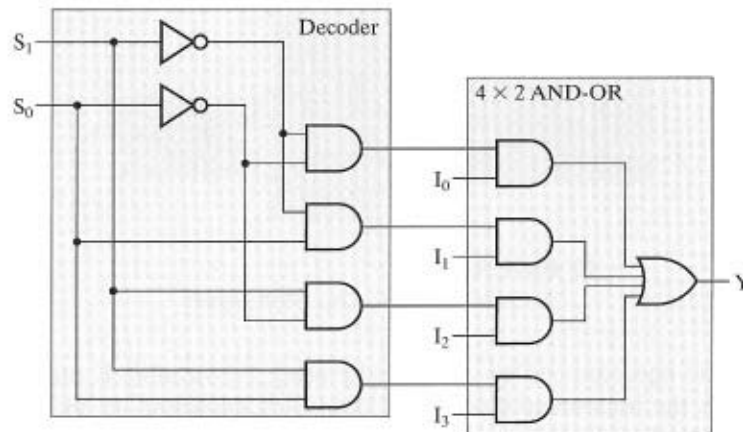 Decoder
S₁
S₀
4 × 2 AND-OR
I₀
I₁
I₂
I₃
Y